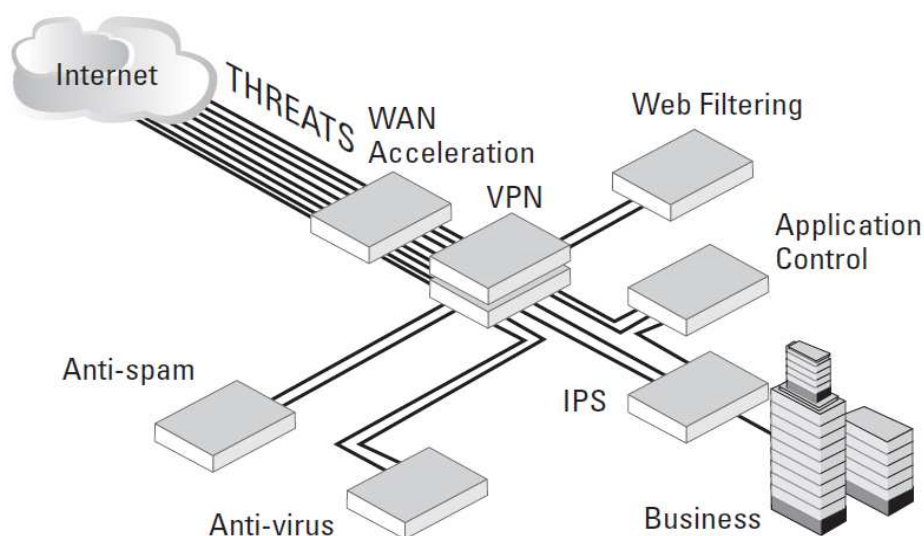 Internet
THREATS
WAN
Acceleration
VPN
Web Filtering
Application
Control
Anti-spam
IPS
Anti-virus
Business